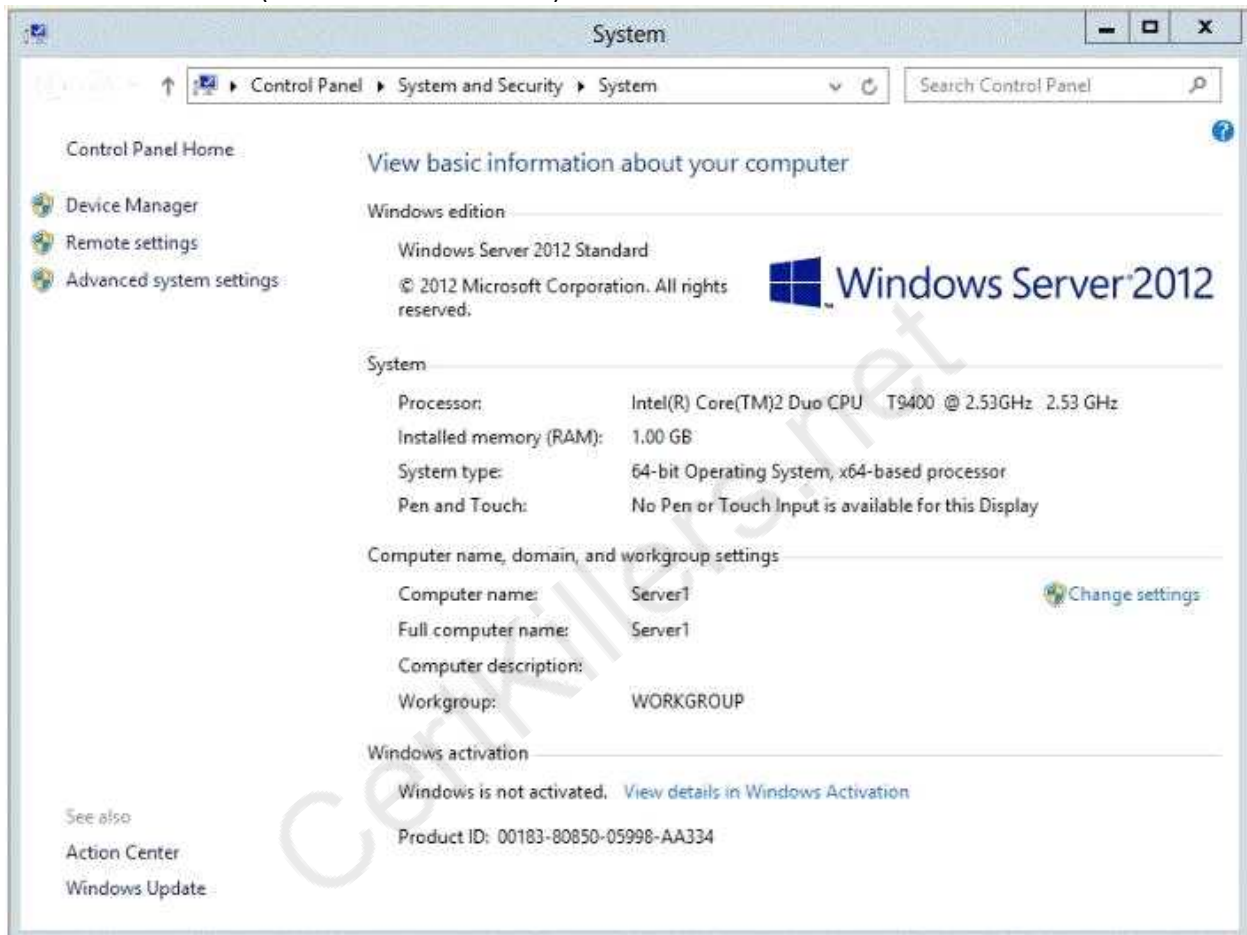 System
Control Panel ▸ System and Security ▸ System
Search Control Panel
Control Panel Home
Device Manager
Remote settings
Advanced system settings
View basic information about your computer
Windows edition
Windows Server 2012 Standard
© 2012 Microsoft Corporation. All rights
reserved.
Windows Server 2012
System
Processor: Intel(R) Core(TM)2 Duo CPU T9400 @ 2.53GHz 2.53 GHz
Installed memory (RAM): 1.00 GB
System type: 64-bit Operating System, x64-based processor
Pen and Touch: No Pen or Touch Input is available for this Display
Computer name, domain, and workgroup settings
Computer name: Server1
Change settings
Full computer name: Server1
Computer description:
Workgroup: WORKGROUP
Windows activation
Windows is not activated. View details in Windows Activation
Product ID: 00183-80850-05998-AA334
See also
Action Center
Windows Update
CertKillers.net